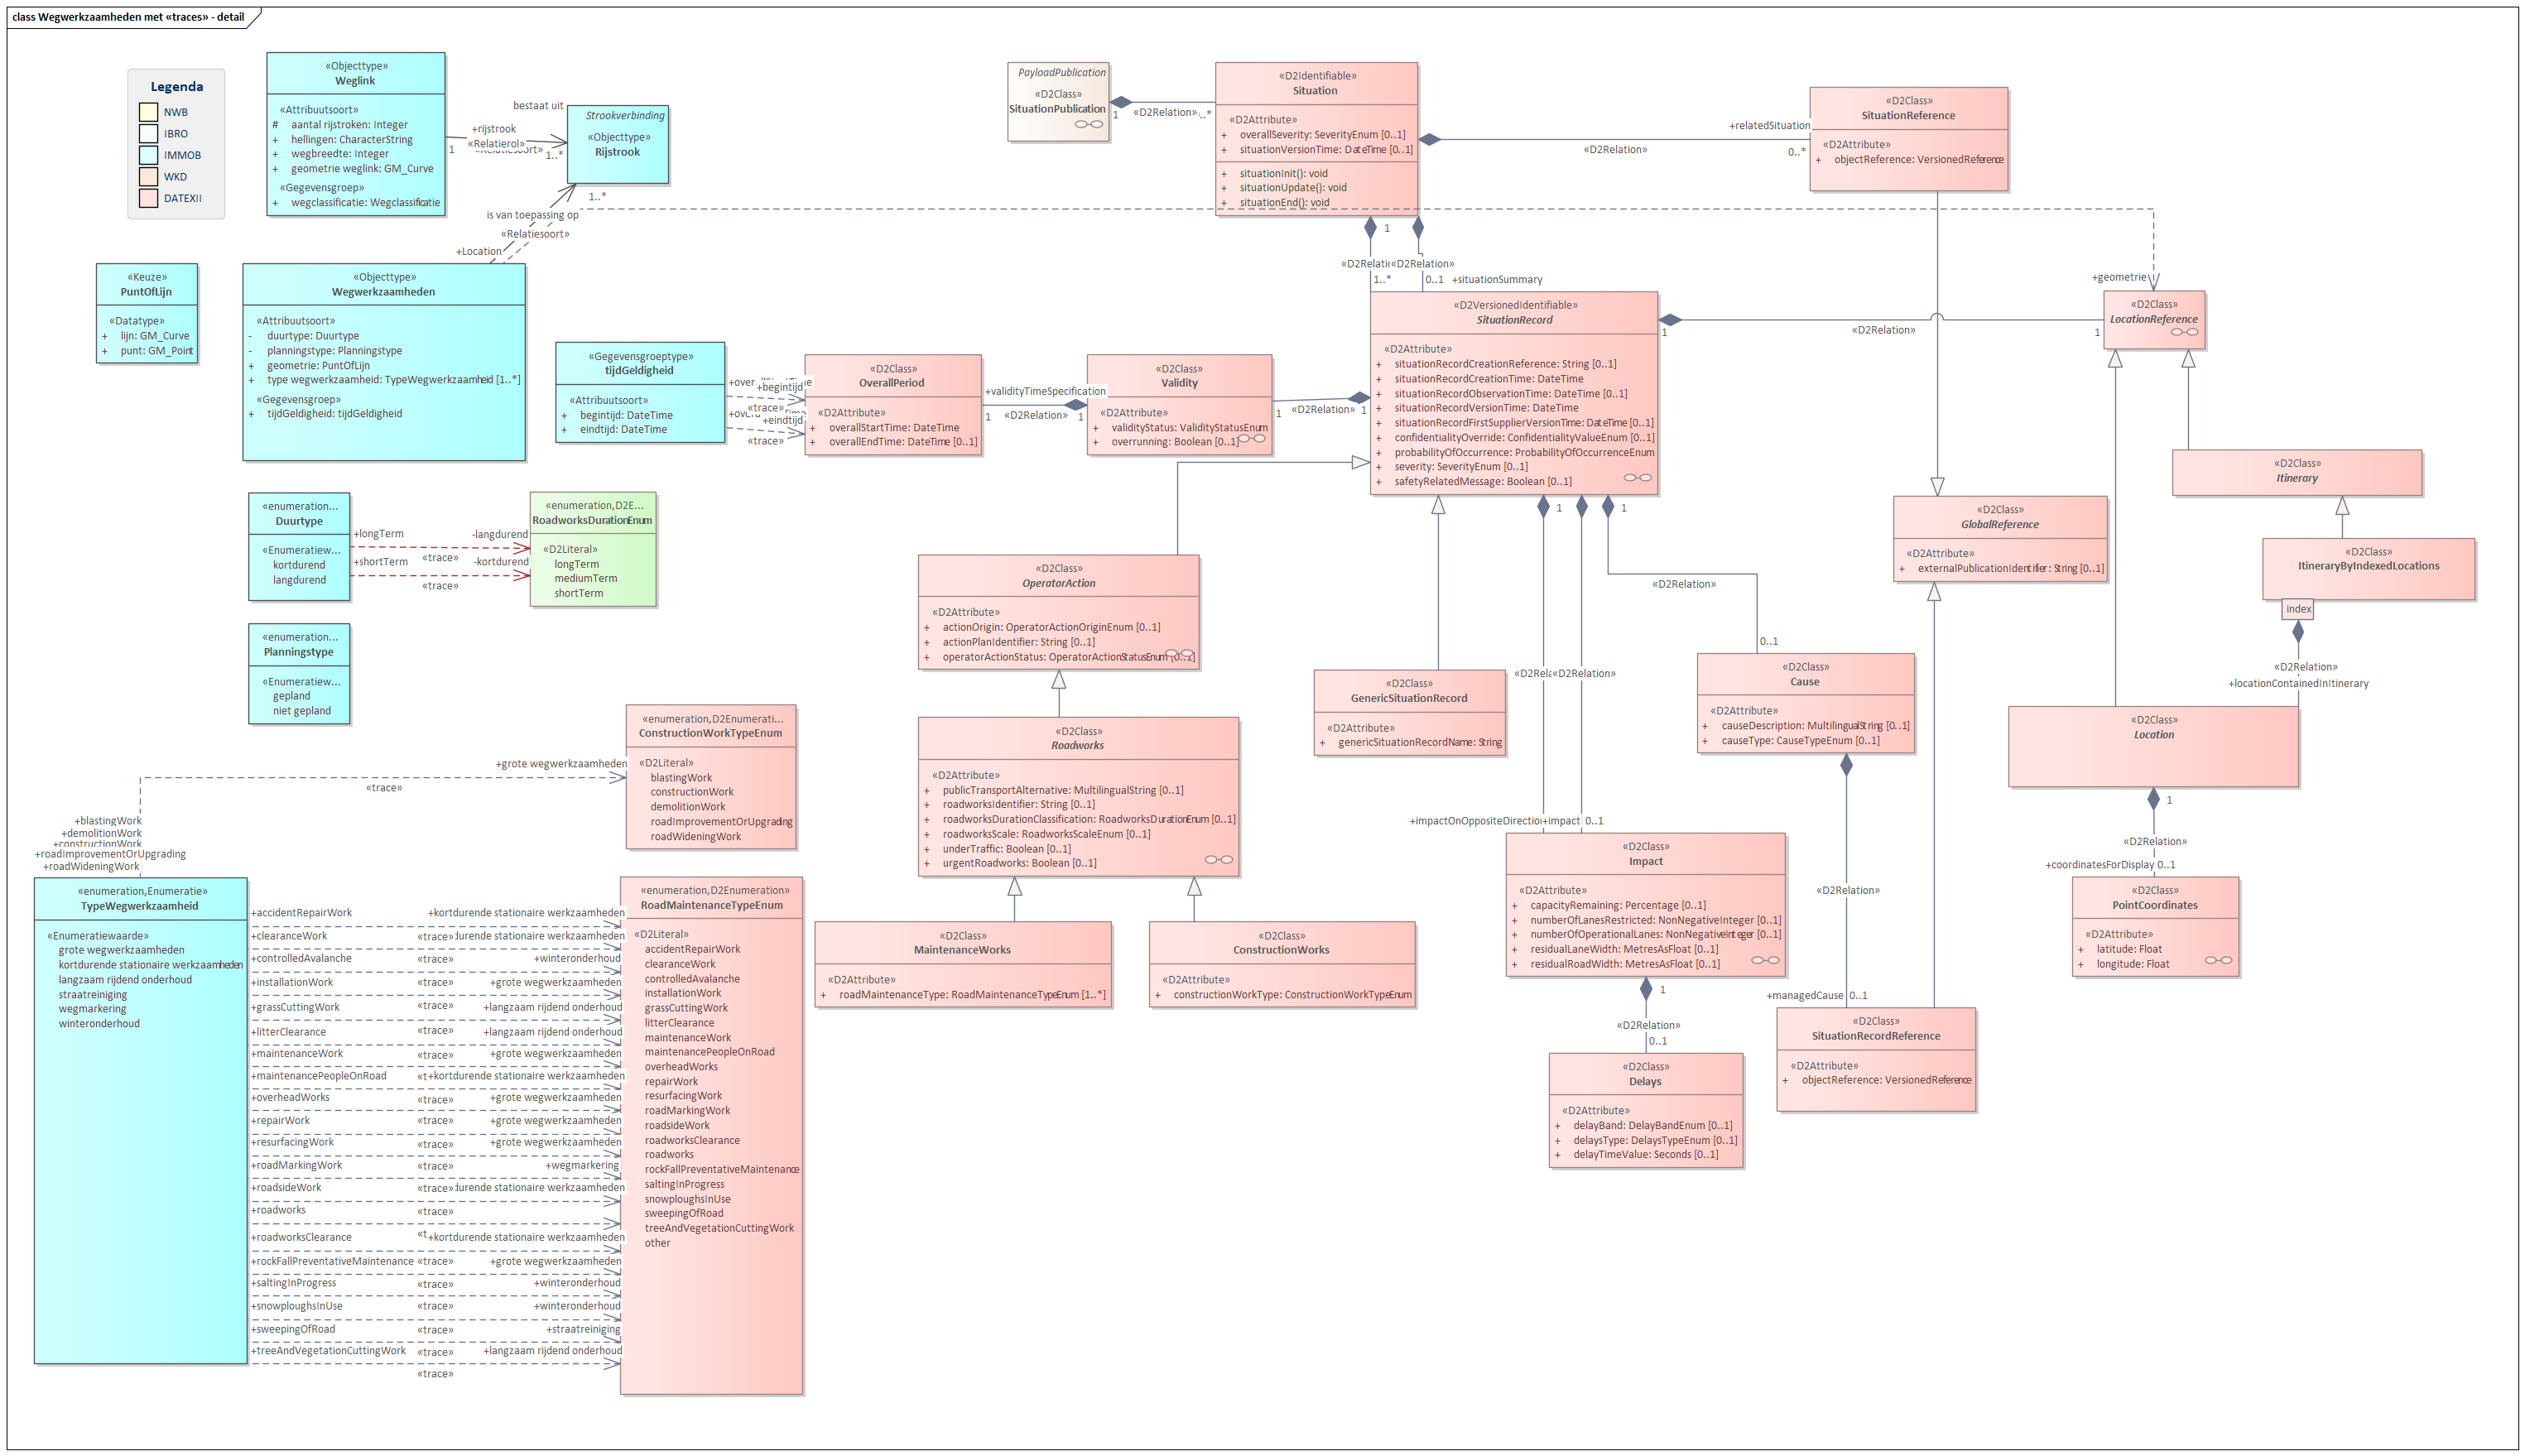 class Wegwerkzaamheden met «traces» - detail
Legenda
NWB
IBRO
IMMOB
WKD
DATEXII
«Objecttype»
Weglink
«Attribuutsoort»
# aantal rijstroken: Integer
+ hellingen: CharacterString
+ wegbreedte: Integer
+ geometrie weglink: GM_Curve
«Gegevensgroep»
+ wegclassificatie: Wegclassificatie
bestaat uit
+rijstrook
«Relatierol»
1
1..*
Strookverbinding
«Objecttype»
Rijstrook
1..*
is van toepassing op
«Relatiesoort»
+Location
«Keuze»
PuntOfLijn
«Datatype»
+ lijn: GM_Curve
+ punt: GM_Point
«Objecttype»
Wegwerkzaamheden
«Attribuutsoort»
- duurtype: Duurtype
- planningstype: Planningstype
+ geometrie: PuntOfLijn
+ type wegwerkzaamheid: TypeWegwerkzaamheid [1..*]
«Gegevensgroep»
+ tijdGeldigheid: tijdGeldigheid
«Gegevensgroeptype»
tijdGeldigheid
«Attribuutsoort»
+ begintijd: DateTime
+ eindtijd: DateTime
+begintijd
«trace»
+eindtijd
«trace»
«D2Class»
OverallPeriod
«D2Attribute»
+ overallStartTime: DateTime
+ overallEndTime: DateTime [0..1]
+validityTimeSpecification
1
«D2Relation»
1
«D2Class»
Validity
«D2Attribute»
+ validityStatus: ValidityStatusEnum
+ overrunning: Boolean [0..1]
1
«D2Relation»
1
PayloadPublication
«D2Class»
SituationPublication
1
«D2Relation»
..*
«D2Identifiable»
Situation
«D2Attribute»
+ overallSeverity: SeverityEnum [0..1]
+ situationVersionTime: DateTime [0..1]
+ situationInit(): void
+ situationUpdate(): void
+ situationEnd(): void
+relatedSituation
«D2Relation»
0..*
«D2Class»
SituationReference
«D2Attribute»
+ objectReference: VersionedReference
1
«D2Relati
«D2Relation»
1..*
0..1
+situationSummary
«D2VersionedIdentifiable»
SituationRecord
«D2Attribute»
+ situationRecordCreationReference: String [0..1]
+ situationRecordCreationTime: DateTime
+ situationRecordObservationTime: DateTime [0..1]
+ situationRecordVersionTime: DateTime
+ situationRecordFirstSupplierVersionTime: DateTime [0..1]
+ confidentialityOverride: ConfidentialityValueEnum [0..1]
+ probabilityOfOccurrence: ProbabilityOfOccurrenceEnum
+ severity: SeverityEnum [0..1]
+ safetyRelatedMessage: Boolean [0..1]
1
«D2Relation»
1
+geometrie
«D2Class»
LocationReference
«D2Class»
Itinerary
«D2Class»
ItineraryByIndexedLocations
index
«D2Relation»
+locationContainedInItinerary
«D2Class»
GlobalReference
«D2Attribute»
+ externalPublicationIdentifier: String [0..1]
«enumeration...
Duurtype
«Enumeratiew...
kortdurend
langdurend
+longTerm
-langdurend
«trace»
+shortTerm
-kortdurend
«trace»
«enumeration,D2E...
RoadworksDurationEnum
«D2Literal»
longTerm
mediumTerm
shortTerm
«enumeration...
Planningstype
«Enumeratiew...
gepland
niet gepland
«D2Class»
OperatorAction
«D2Attribute»
+ actionOrigin: OperatorActionOriginEnum [0..1]
+ actionPlanIdentifier: String [0..1]
+ operatorActionStatus: OperatorActionStatusEnum [0..1]
1
1
«D2Relation»
0..1
«D2Rela
«D2Relation»
«D2Class»
GenericSituationRecord
«D2Attribute»
+ genericSituationRecordName: String
«D2Class»
Cause
«D2Attribute»
+ causeDescription: MultilingualString [0..1]
+ causeType: CauseTypeEnum [0..1]
«D2Class»
Location
1
«D2Relation»
+coordinatesForDisplay 0..1
«D2Class»
PointCoordinates
«D2Attribute»
+ latitude: Float
+ longitude: Float
«enumeration,D2Enumerati...
ConstructionWorkTypeEnum
«D2Literal»
blastingWork
constructionWork
demolitionWork
roadImprovementOrUpgrading
roadWideningWork
+grote wegwerkzaamheden
«trace»
+blastingWork
+demolitionWork
+constructionWork
+roadImprovementOrUpgrading
+roadWideningWork
«D2Class»
Roadworks
«D2Attribute»
+ publicTransportAlternative: MultilingualString [0..1]
+ roadworksIdentifier: String [0..1]
+ roadworksDurationClassification: RoadworksDurationEnum [0..1]
+ roadworksScale: RoadworksScaleEnum [0..1]
+ underTraffic: Boolean [0..1]
+ urgentRoadworks: Boolean [0..1]
«D2Class»
MaintenanceWorks
«D2Attribute»
+ roadMaintenanceType: RoadMaintenanceTypeEnum [1..*]
«D2Class»
ConstructionWorks
«D2Attribute»
+ constructionWorkType: ConstructionWorkTypeEnum
+impactOnOppositeDirectio
+impact 0..1
«D2Class»
Impact
«D2Attribute»
+ capacityRemaining: Percentage [0..1]
+ numberOfLanesRestricted: NonNegativeInteger [0..1]
+ numberOfOperationalLanes: NonNegativeInteger [0..1]
+ residualLaneWidth: MetresAsFloat [0..1]
+ residualRoadWidth: MetresAsFloat [0..1]
1
«D2Relation»
0..1
«D2Class»
Delays
«D2Attribute»
+ delayBand: DelayBandEnum [0..1]
+ delaysType: DelaysTypeEnum [0..1]
+ delayTimeValue: Seconds [0..1]
«D2Relation»
+managedCause 0..1
«D2Class»
SituationRecordReference
«D2Attribute»
+ objectReference: VersionedReference
«enumeration,Enumeratie»
TypeWegwerkzaamheid
«Enumeratiewaarde»
grote wegwerkzaamheden
kortdurende stationaire werkzaamheden
langzaam rijdend onderhoud
straatreiniging
wegmarkering
winteronderhoud
+accidentRepairWork
+kortdurende stationaire werkzaamheden
+clearanceWork
«trace»
durende stationaire werkzaamheden
+controlledAvalanche
«trace»
+winteronderhoud
+installationWork
«trace»
+grote wegwerkzaamheden
+grassCuttingWork
«trace»
+langzaam rijdend onderhoud
+litterClearance
«trace»
+langzaam rijdend onderhoud
+maintenanceWork
«trace»
+grote wegwerkzaamheden
+maintenancePeopleOnRoad
«t
+kortdurende stationaire werkzaamheden
+overheadWorks
«trace»
+grote wegwerkzaamheden
+repairWork
«trace»
+grote wegwerkzaamheden
+resurfacingWork
«trace»
+grote wegwerkzaamheden
+roadMarkingWork
«trace»
+wegmarkering
+roadsideWork
«trace»
durende stationaire werkzaamheden
+roadworks
«trace»
+roadworksClearance
«t
+kortdurende stationaire werkzaamheden
+rockFallPreventativeMaintenance
«trace»
+grote wegwerkzaamheden
+saltingInProgress
«trace»
+winteronderhoud
+snowploughsInUse
«trace»
+winteronderhoud
+sweepingOfRoad
«trace»
+straatreiniging
+treeAndVegetationCuttingWork
«trace»
+langzaam rijdend onderhoud
«trace»
«enumeration,D2Enumeration»
RoadMaintenanceTypeEnum
«D2Literal»
accidentRepairWork
clearanceWork
controlledAvalanche
installationWork
grassCuttingWork
litterClearance
maintenanceWork
maintenancePeopleOnRoad
overheadWorks
repairWork
resurfacingWork
roadMarkingWork
roadsideWork
roadworksClearance
roadworks
rockFallPreventativeMaintenance
saltingInProgress
snowploughsInUse
sweepingOfRoad
treeAndVegetationCuttingWork
other